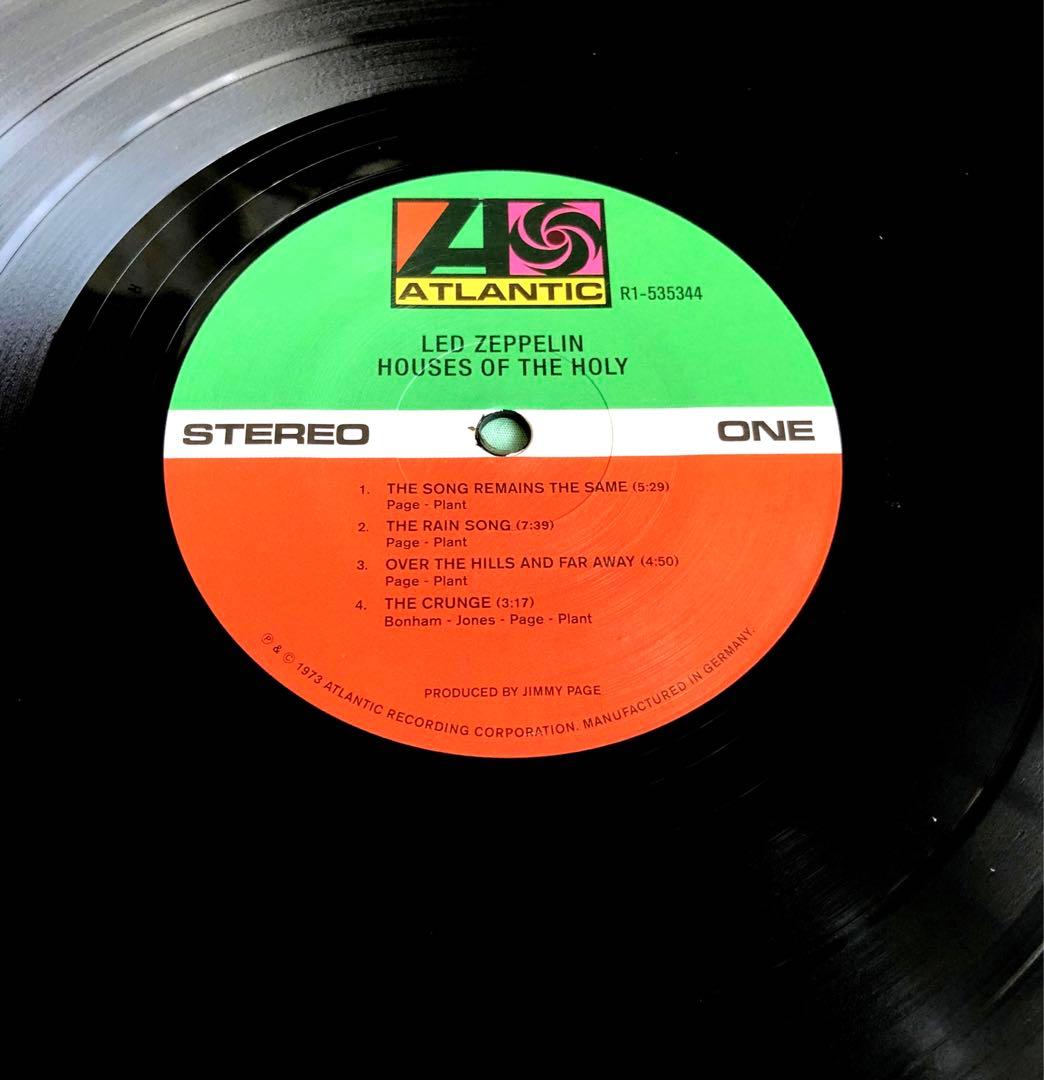 ATLANTIC
R1-535344
LED ZEPPELIN
HOUSES OF THE HOLY
STEREO
ONE
1. THE SONG REMAINS THE SAME (5:29)
Page - Plant
2. THE RAIN SONG (7:39)
Page - Plant
3. OVER THE HILLS AND FAR AWAY (4:50)
Page - Plant
4. THE CRUNGE (3:17)
Bonham - Jones - Page - Plant
PRODUCED BY JIMMY PAGE
℗ & © 1973 ATLANTIC RECORDING CORPORATION. MANUFACTURED IN GERMANY.